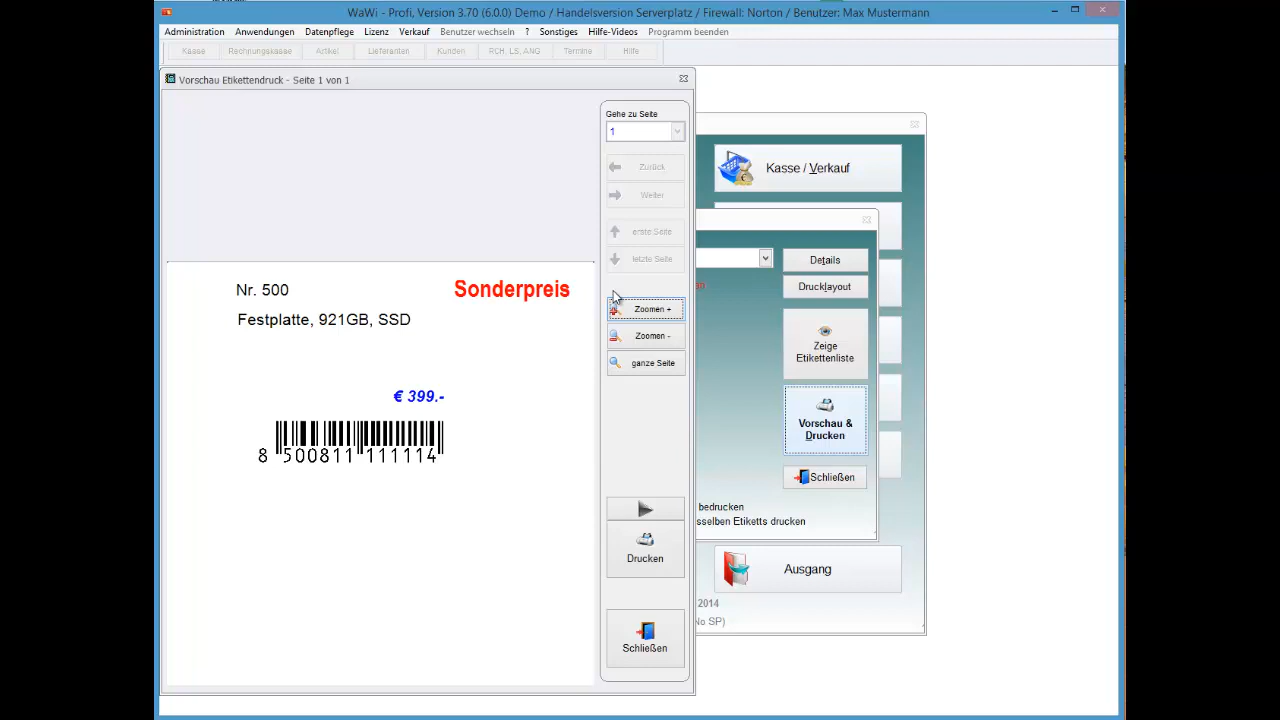 WaWi - Profi, Version 3.70 (6.0.0) Demo / Handelsversion Serverplatz / Firewall: Norton / Benutzer: Max Mustermann
Administration Anwendungen Datenpflege Lizenz Verkauf Benutzer wechseln ? Sonstiges Hilfe-Videos Programm beenden
Kasse Rechnungskasse Artikel Lieferanten Kunden RCH, LS, ANG Termine Hilfe
Vorschau Etikettendruck - Seite 1 von 1
Gehe zu Seite
1
Zurück
Weiter
erste Seite
letzte Seite
Zoomen +
Zoomen -
ganze Seite
Drucken
Schließen
Nr. 500
Sonderpreis
Festplatte, 921GB, SSD
€ 399.-
8 500811 111114
Kasse / Verkauf
Details
Drucklayout
Zeige
Etikettenliste
Vorschau &
Drucken
Schließen
bedrucken
sselben Etiketts drucken
Ausgang
2014
No SP)